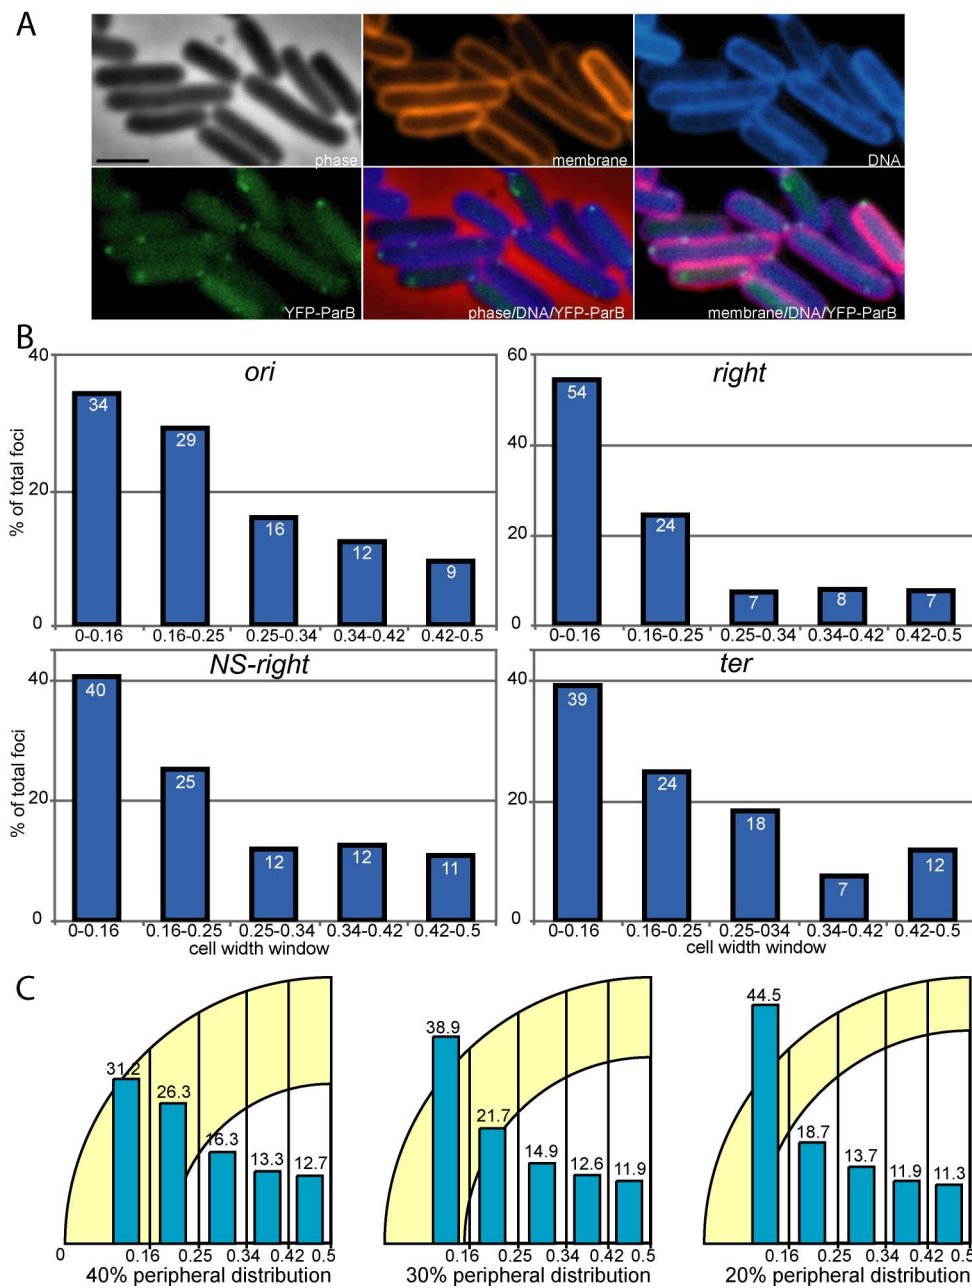 A
phase
membrane
DNA
YFP-ParB
phase/DNA/YFP-ParB
membrane/DNA/YFP-ParB
B
ori
% of total foci
40
20
0
34
29
16
12
9
0-0.16 0.16-0.25 0.25-0.34 0.34-0.42 0.42-0.5
right
60
40
20
0
54
24
7
8
7
0-0.16 0.16-0.25 0.25-0.34 0.34-0.42 0.42-0.5
NS-right
% of total foci
40
20
0
40
25
12
12
11
0-0.16 0.16-0.25 0.25-0.34 0.34-0.42 0.42-0.5
cell width window
ter
40
20
0
39
24
18
7
12
0-0.16 0.16-0.25 0.25-034 0.34-0.42 0.42-0.5
cell width window
C
31.2
26.3
16.3
13.3
12.7
0 0.16 0.25 0.34 0.42 0.5
40% peripheral distribution
38.9
21.7
14.9
12.6
11.9
0.16 0.25 0.34 0.42 0.5
30% peripheral distribution
44.5
18.7
13.7
11.9
11.3
0.16 0.25 0.34 0.42 0.5
20% peripheral distribution